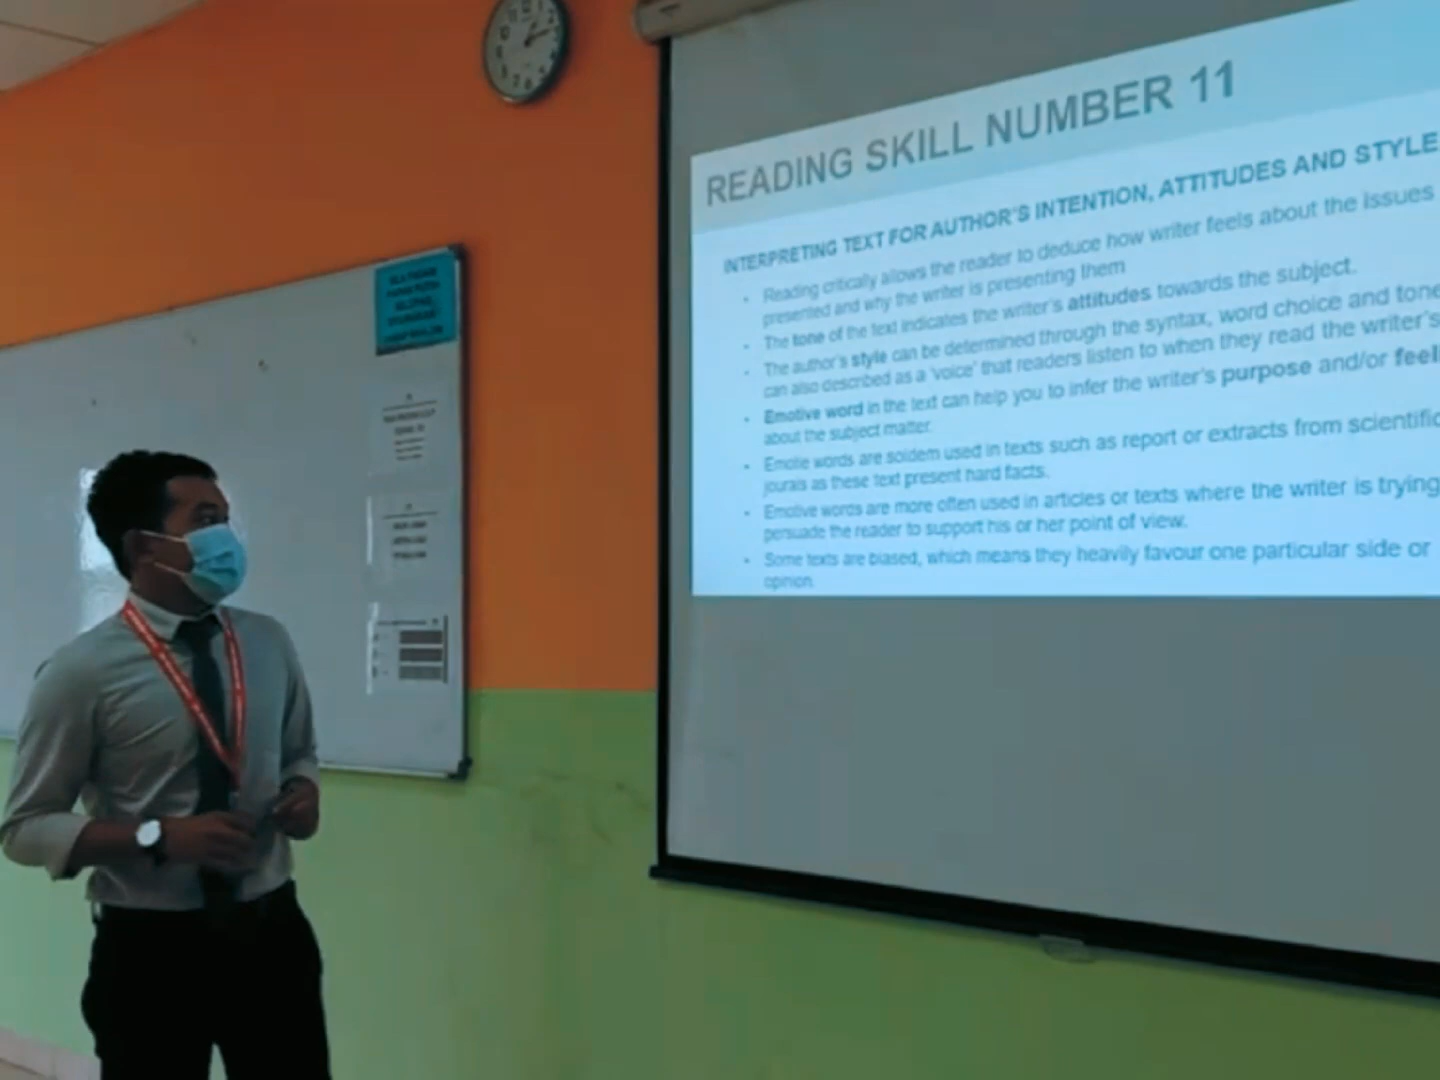 READING SKILL NUMBER 11
INTERPRETING TEXT FOR AUTHOR'S INTENTION, ATTITUDES AND STYLE
• Reading critically allows the reader to deduce how writer feels about the issues
presented and why the writer is presenting them
• The tone of the text indicates the writer's attitudes towards the subject.
• The author's style can be determined through the syntax, word choice and tone
can also described as a 'voice' that readers listen to when they read the writer's
• Emotive word in the text can help you to infer the writer's purpose and/or feel
about the subject matter.
• Emotie words are soldem used in texts such as report or extracts from scientific
jourals as these text present hard facts.
• Emotive words are more often used in articles or texts where the writer is trying
persuade the reader to support his or her point of view.
• Some texts are biased, which means they heavily favour one particular side or
opinion